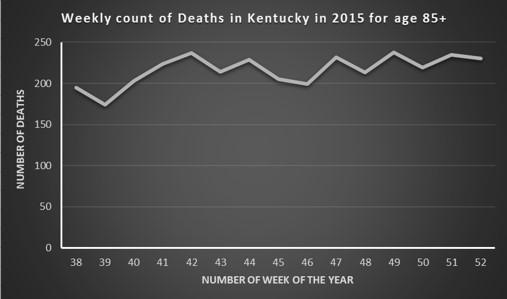 Weekly count of Deaths in Kentucky in 2015 for age 85+
250
200
150
100
50
0
NUMBER OF DEATHS
38 39 40 41 42 43 44 45 46 47 48 49 50 51 52
NUMBER OF WEEK OF THE YEAR